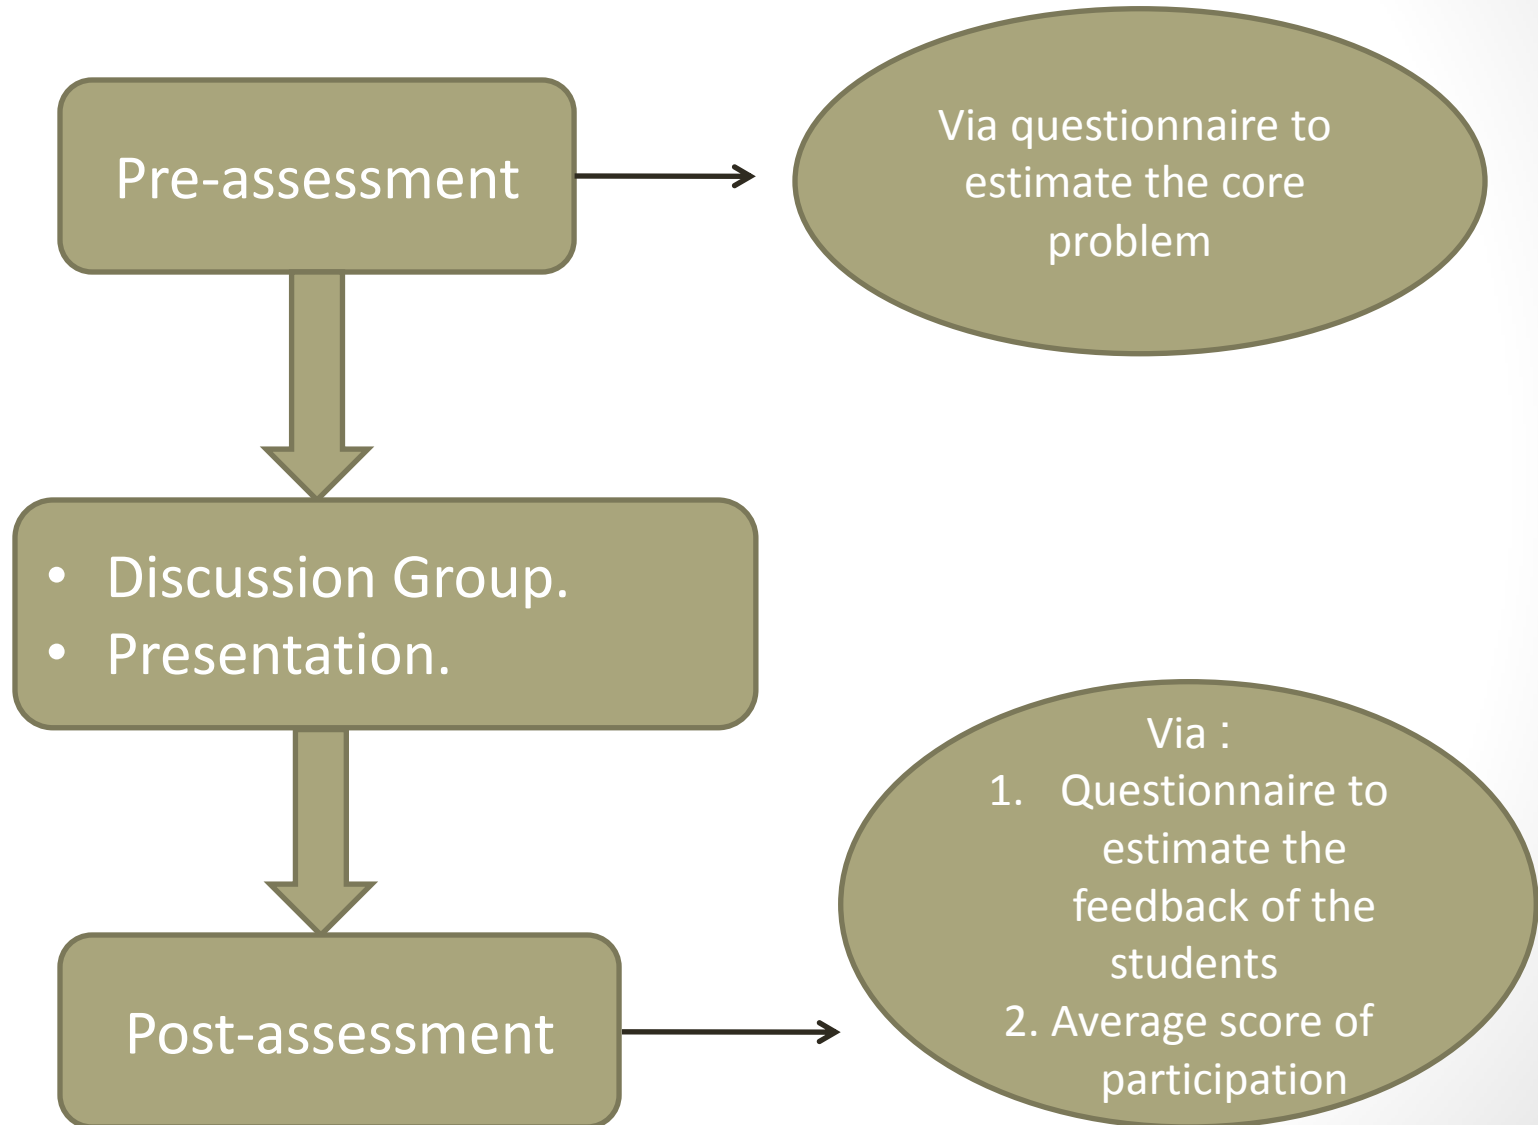 Pre-assessment
Via questionnaire to
estimate the core
problem
• Discussion Group.
• Presentation.
Via :
1. Questionnaire to
estimate the
feedback of the
students
2. Average score of
participation
Post-assessment